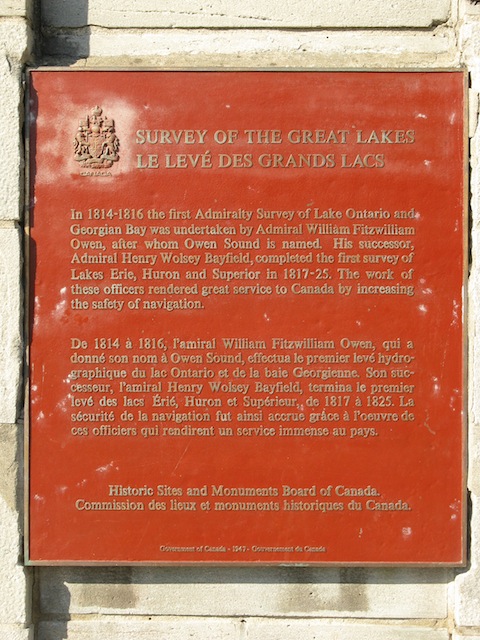 CANADA
SURVEY OF THE GREAT LAKES
LE LEVÉ DES GRANDS LACS
In 1814-1816 the first Admiralty Survey of Lake Ontario and
Georgian Bay was undertaken by Admiral William Fitzwilliam
Owen, after whom Owen Sound is named. His successor,
Admiral Henry Wolsey Bayfield, completed the first survey of
Lakes Erie, Huron and Superior in 1817-25. The work of
these officers rendered great service to Canada by increasing
the safety of navigation.
De 1814 à 1816, l'amiral William Fitzwilliam Owen, qui a
donné son nom à Owen Sound, effectua le premier levé hydro-
graphique du lac Ontario et de la baie Georgienne. Son suc-
cesseur, l'amiral Henry Wolsey Bayfield, termina le premier
levé des lacs Érié, Huron et Supérieur, de 1817 à 1825. La
sécurité de la navigation fut ainsi accrue grâce à l'oeuvre de
ces officiers qui rendirent un service immense au pays.
Historic Sites and Monuments Board of Canada.
Commission des lieux et monuments historiques du Canada.
Government of Canada - 1947 - Gouvernement du Canada